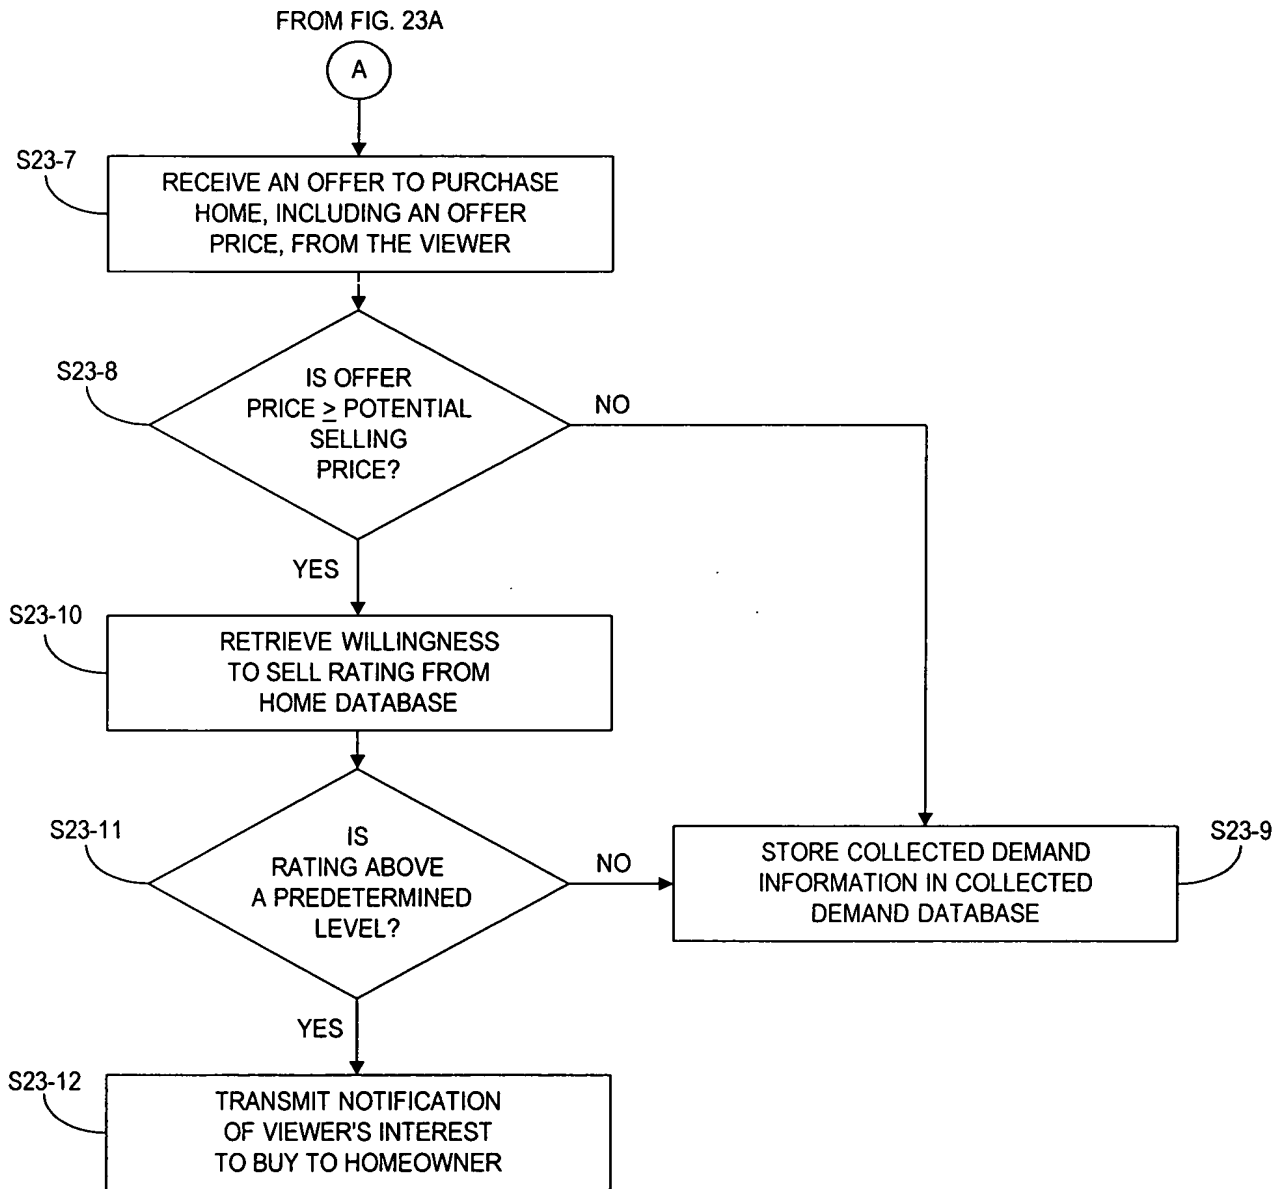 FROM FIG. 23A
A
S23-7
RECEIVE AN OFFER TO PURCHASE
HOME, INCLUDING AN OFFER
PRICE, FROM THE VIEWER
S23-8
IS OFFER
PRICE ≥ POTENTIAL
SELLING
PRICE?
NO
YES
S23-10
RETRIEVE WILLINGNESS
TO SELL RATING FROM
HOME DATABASE
S23-11
IS
RATING ABOVE
A PREDETERMINED
LEVEL?
NO
S23-9
STORE COLLECTED DEMAND
INFORMATION IN COLLECTED
DEMAND DATABASE
YES
S23-12
TRANSMIT NOTIFICATION
OF VIEWER'S INTEREST
TO BUY TO HOMEOWNER